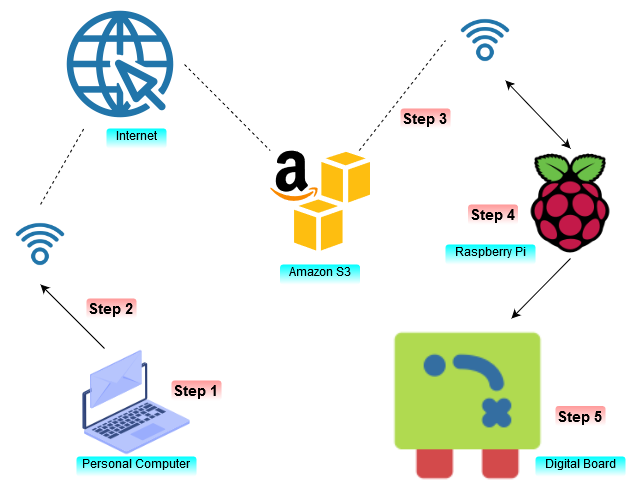 Step 3
Internet
a
Step 4
Raspberry Pi
Amazon S3
Step 2
Step 1
Step 5
Personal Computer
Digital Board